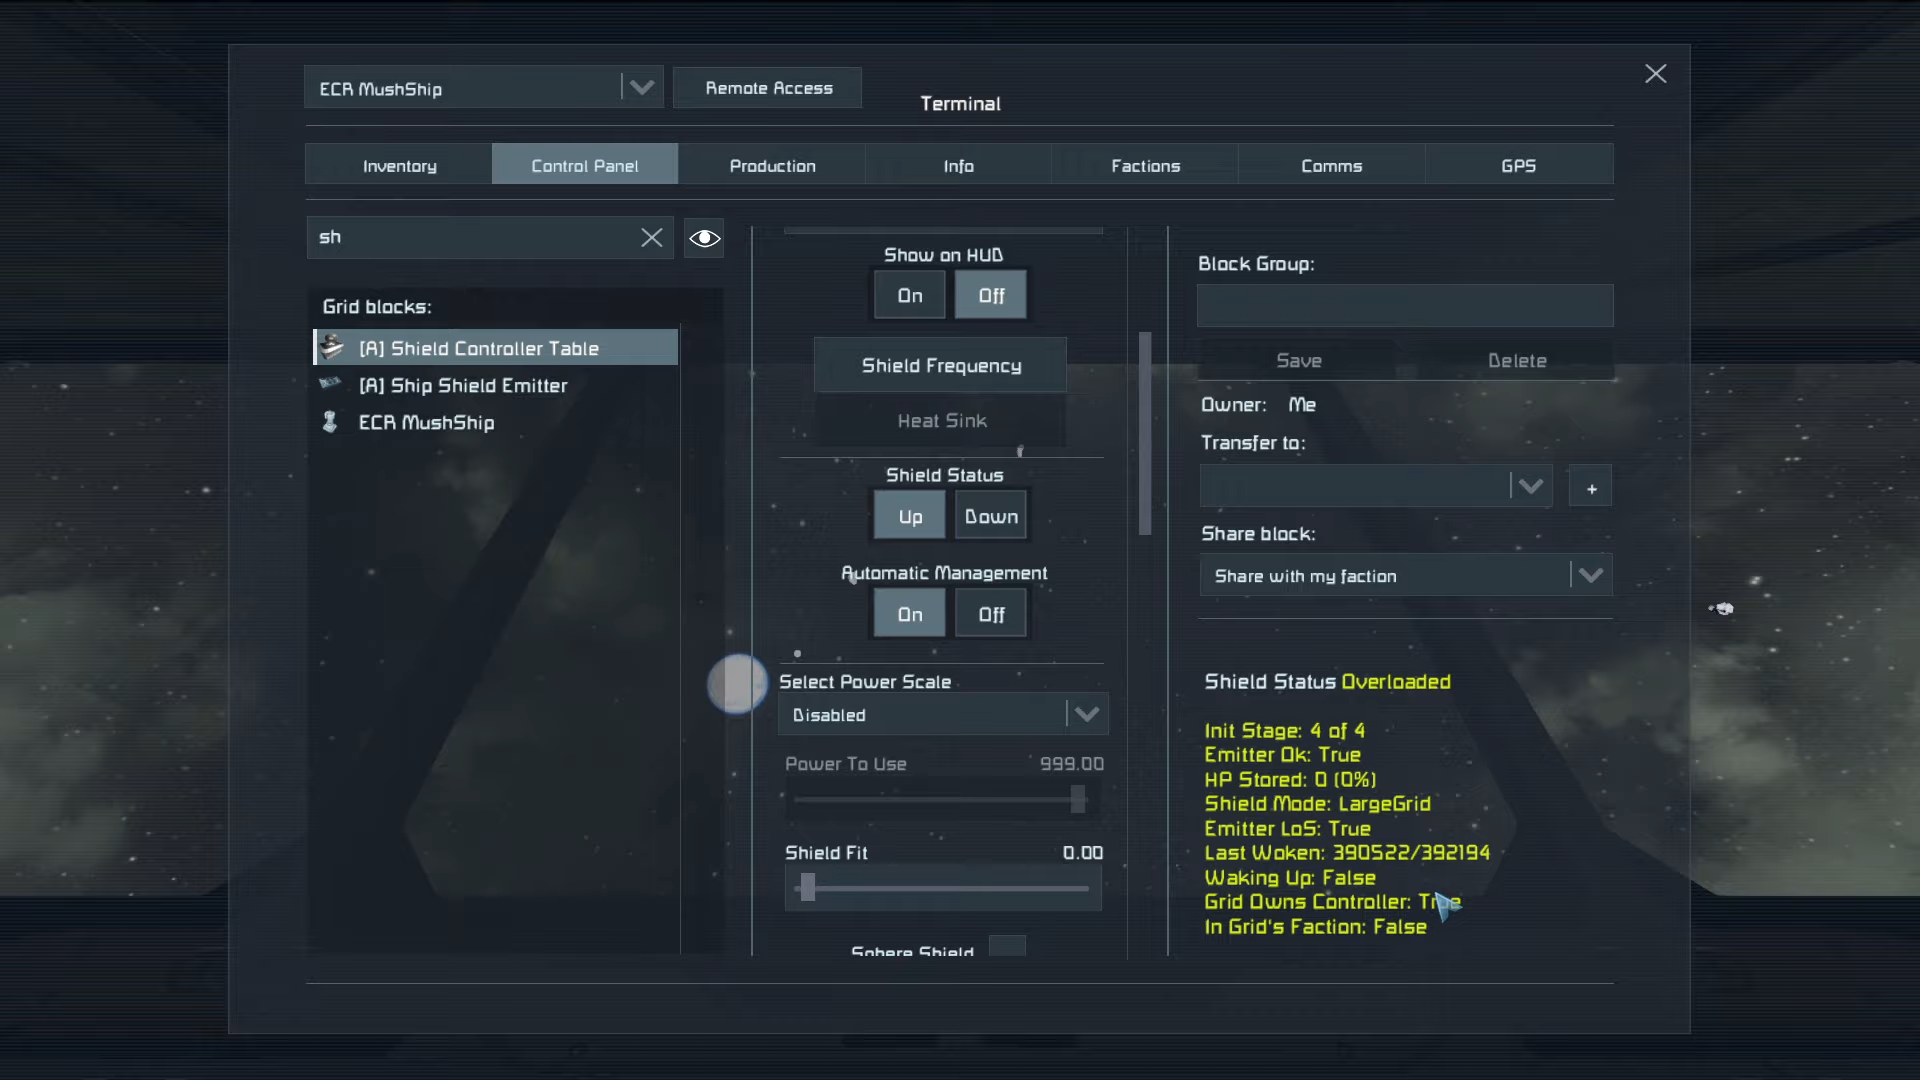 ECR MushShip
Remote Access
Terminal
Inventory
Control Panel
Production
Info
Factions
Comms
GPS
sh
Grid blocks:
[A] Shield Controller Table
[A] Ship Shield Emitter
ECR MushShip
Show on HUD
On
Off
Shield Frequency
Heat Sink
Shield Status
Up
Down
Automatic Management
On
Off
Select Power Scale
Disabled
Power To Use 999.00
Shield Fit 0.00
Sphere Shield
Block Group:
Save
Delete
Owner: Me
Transfer to:
+
Share block:
Share with my faction
Shield Status Overloaded
Init Stage: 4 of 4
Emitter Ok: True
HP Stored: 0 (0%)
Shield Mode: LargeGrid
Emitter LoS: True
Last Woken: 390522/392194
Waking Up: False
Grid Owns Controller: True
In Grid's Faction: False